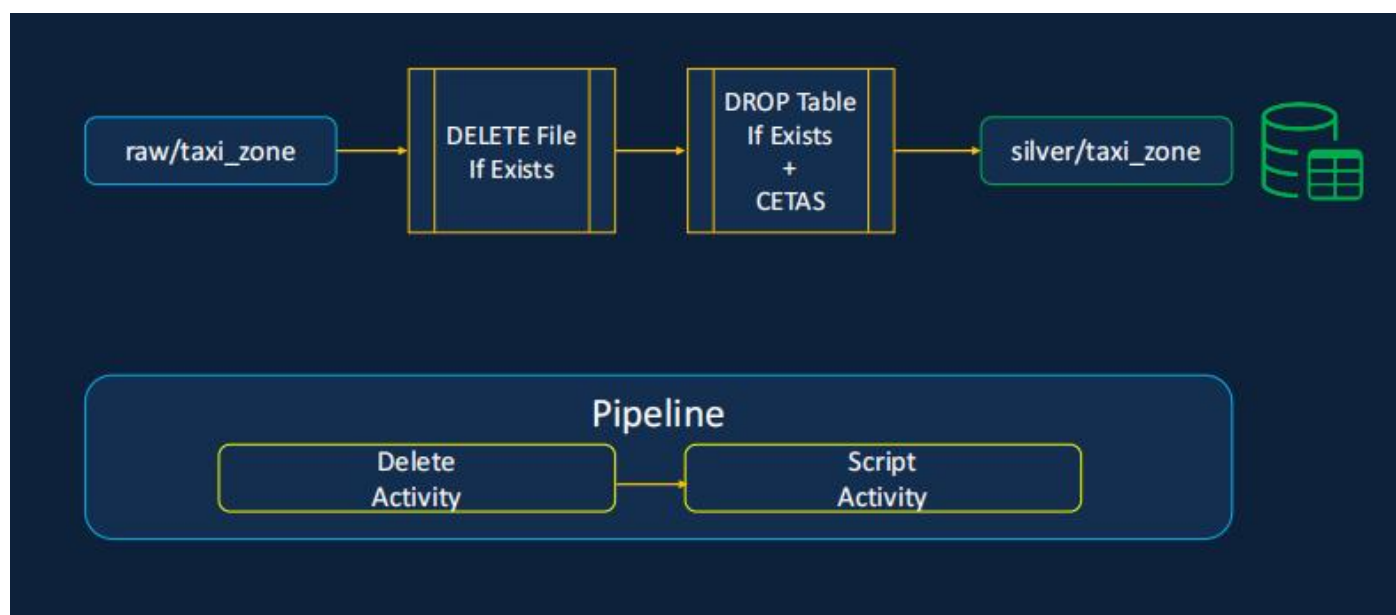 raw/taxi_zone
DELETE File
If Exists
DROP Table
If Exists
+
CETAS
silver/taxi_zone
Pipeline
Delete
Activity
Script
Activity